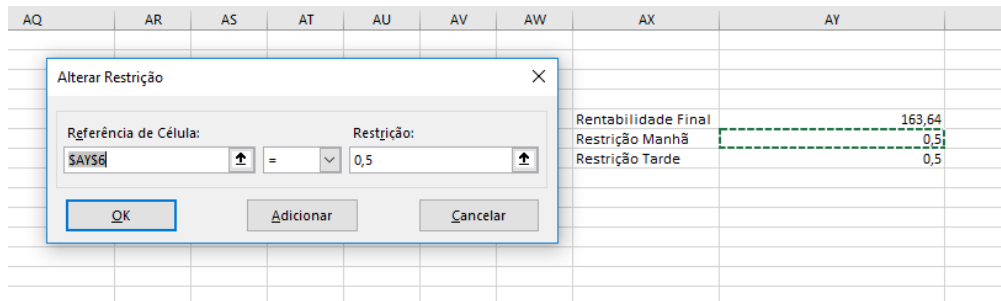 AQ AR AS AT AU AV AW AX AY
Alterar Restrição
Referência de Célula: Restrição:
$AY$6 = 0,5
OK Adicionar Cancelar
Rentabilidade Final 163,64
Restrição Manhã 0,5
Restrição Tarde 0,5